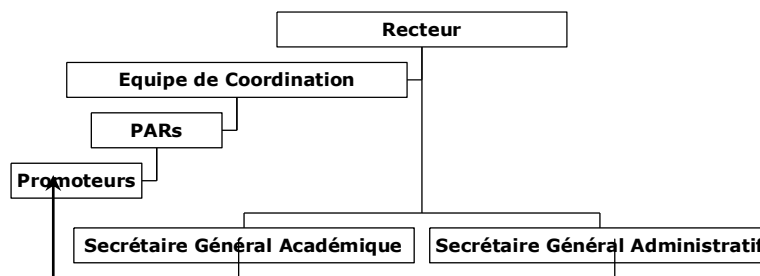 Recteur
Equipe de Coordination
PARs
Promoteurs
Secrétaire Général Académique
Secrétaire Général Administratif